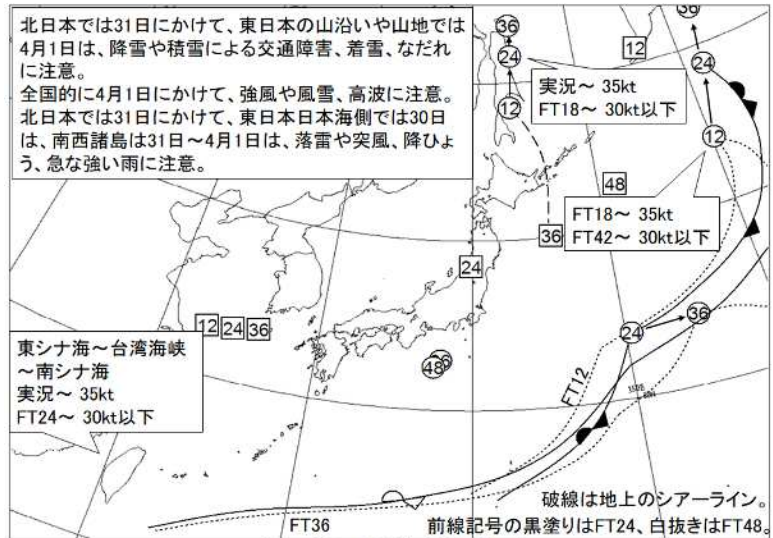 北日本では31日にかけて、東日本の山沿いや山地では
4月1日は、降雪や積雪による交通障害、着雪、なだれ
に注意。
全国的に4月1日にかけて、強風や風雪、高波に注意。
北日本では31日にかけて、東日本日本海側では30日
は、南西諸島は31日～4月1日は、落雷や突風、降ひょ
う、急な強い雨に注意。
36
24
12
実況～ 35kt
FT18～ 30kt以下
12
36
24
12
48
FT18～ 35kt
FT42～ 30kt以下
36
24
12
24
36
24
36
48
東シナ海～台湾海峡
～南シナ海
実況～ 35kt
FT24～ 30kt以下
FT12
FT36
破線は地上のシアーライン。
前線記号の黒塗りはFT24、白抜きはFT48。